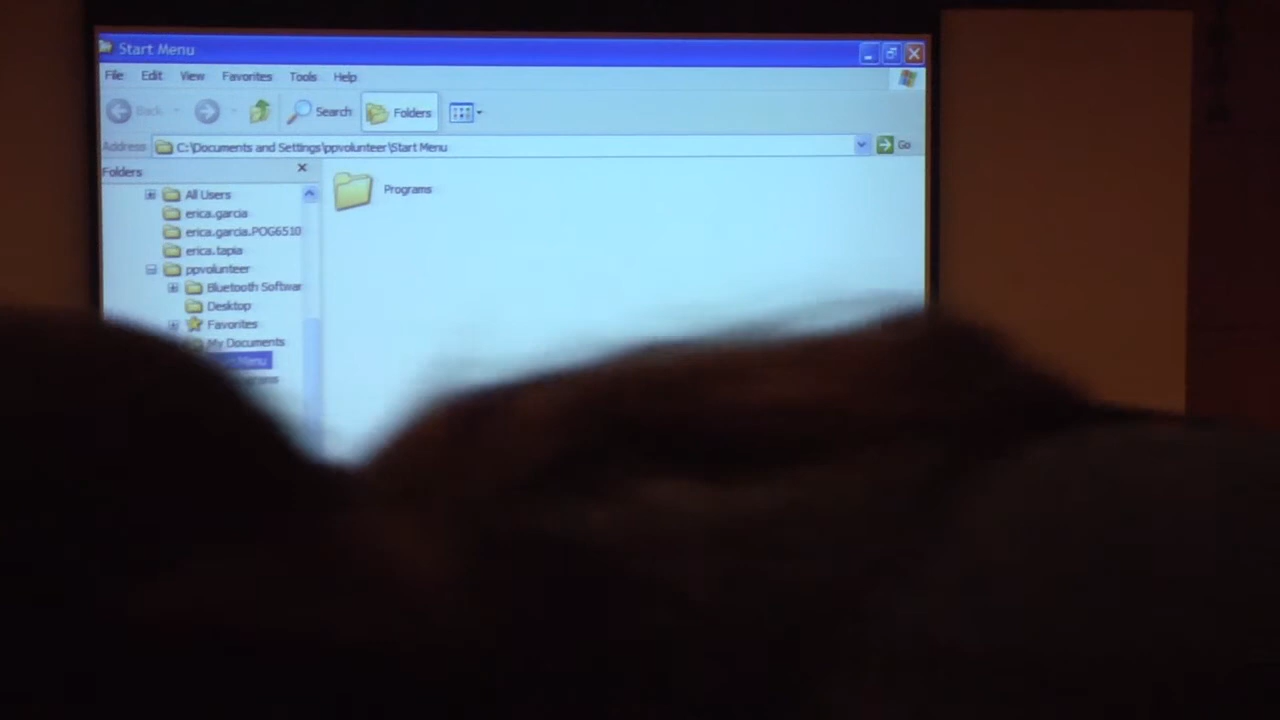 Start Menu
File Edit View Favorites Tools Help
Back Search Folders
Address C:\Documents and Settings\ppvolunteer\Start Menu Go
Folders
Programs
All Users
erica.garcia
erica.garcia.POG6510
erica.tapia
ppvolunteer
Bluetooth Softwar
Desktop
Favorites
My Documents
Menu